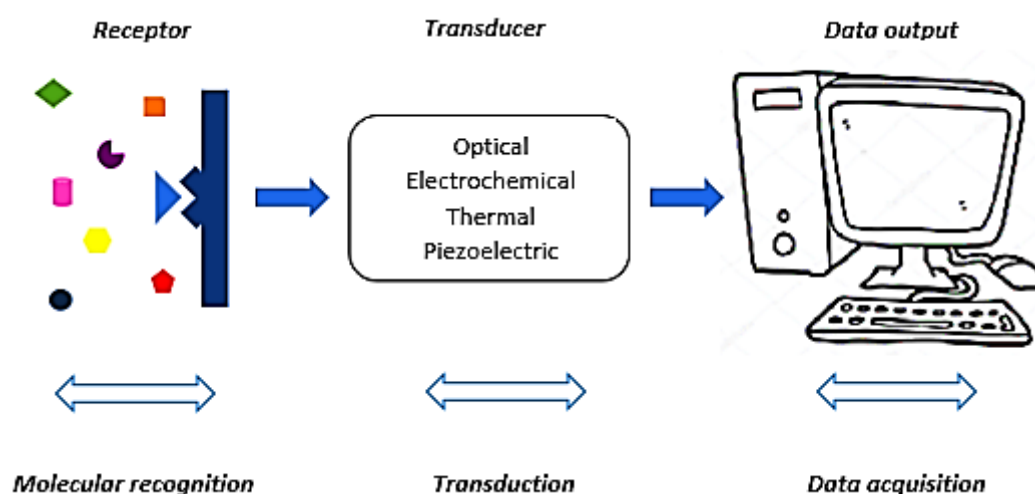 Receptor
Transducer
Data output
Optical
Electrochemical
Thermal
Piezoelectric
Molecular recognition
Transduction
Data acquisition